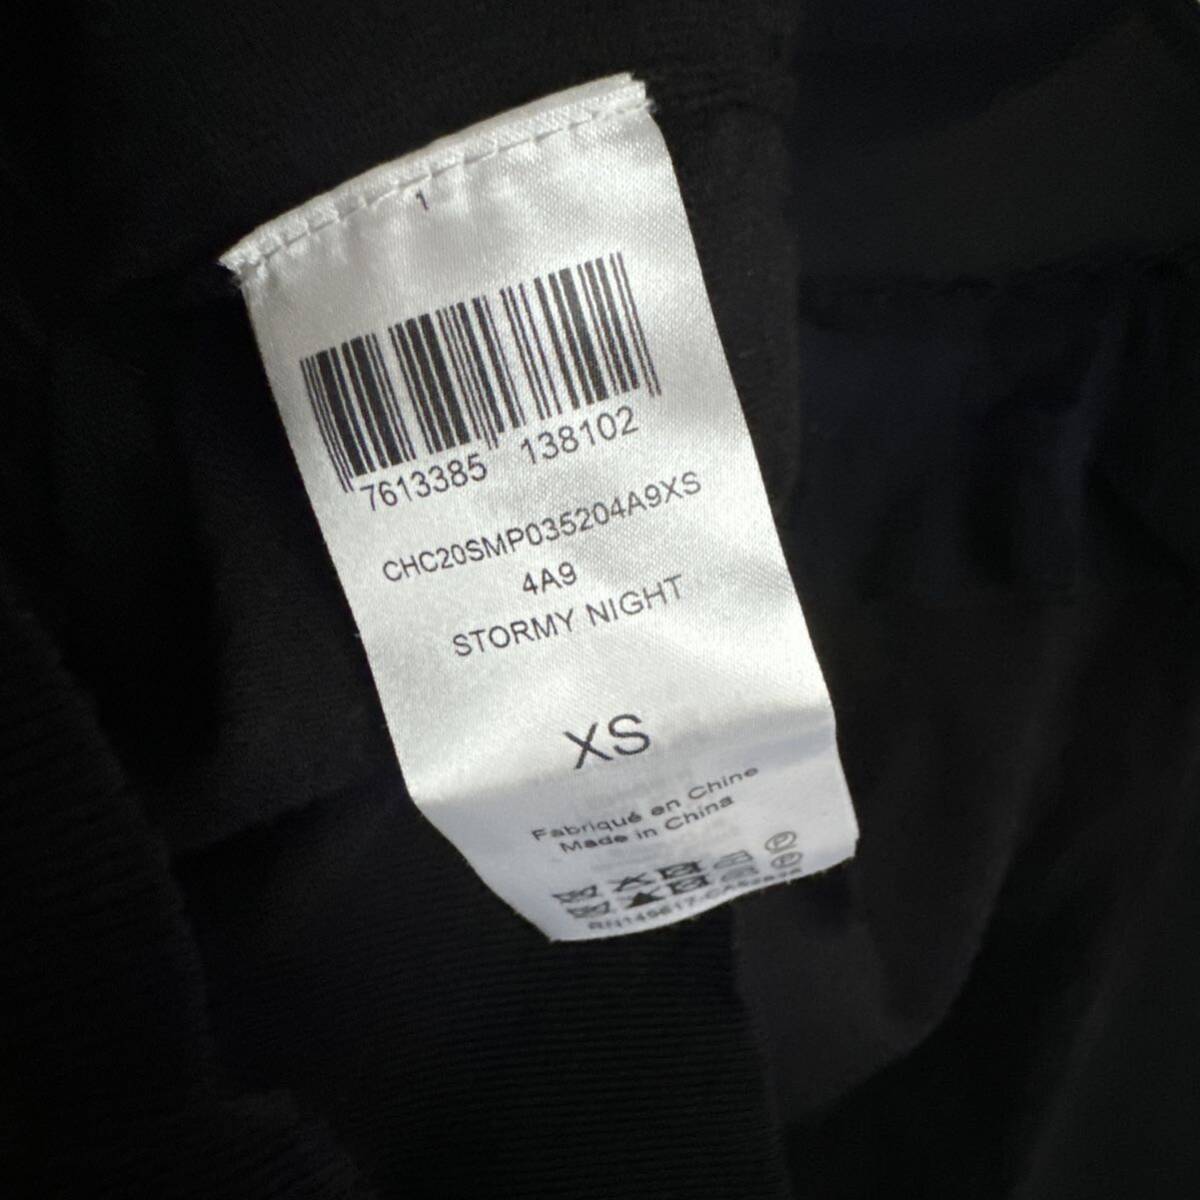 1
7613385 138102
CHC20SMP035204A9XS
4A9
STORMY NIGHT
XS
Fabriqué en Chine
Made in China